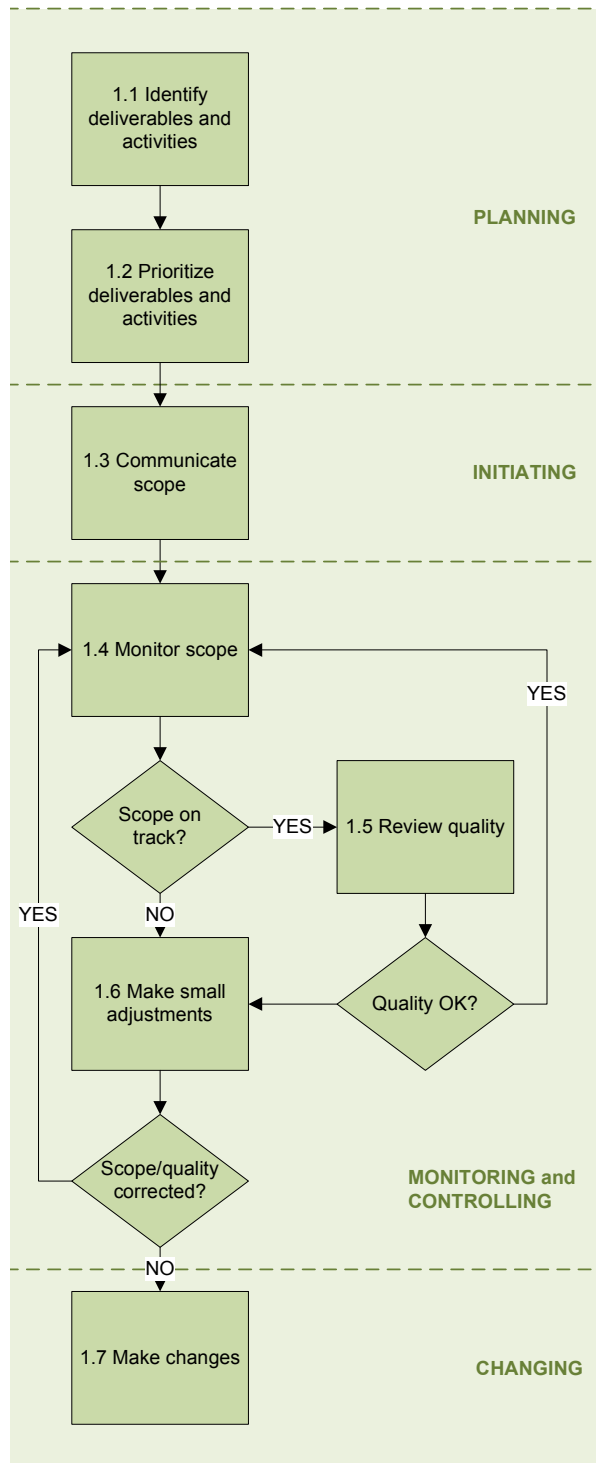 1.1 Identify
deliverables and
activities
PLANNING
1.2 Prioritize
deliverables and
activities
1.3 Communicate
scope
INITIATING
1.4 Monitor scope
YES
Scope on
track?
YES
1.5 Review quality
YES
NO
1.6 Make small
adjustments
Quality OK?
Scope/quality
corrected?
MONITORING and
CONTROLLING
NO
1.7 Make changes
CHANGING